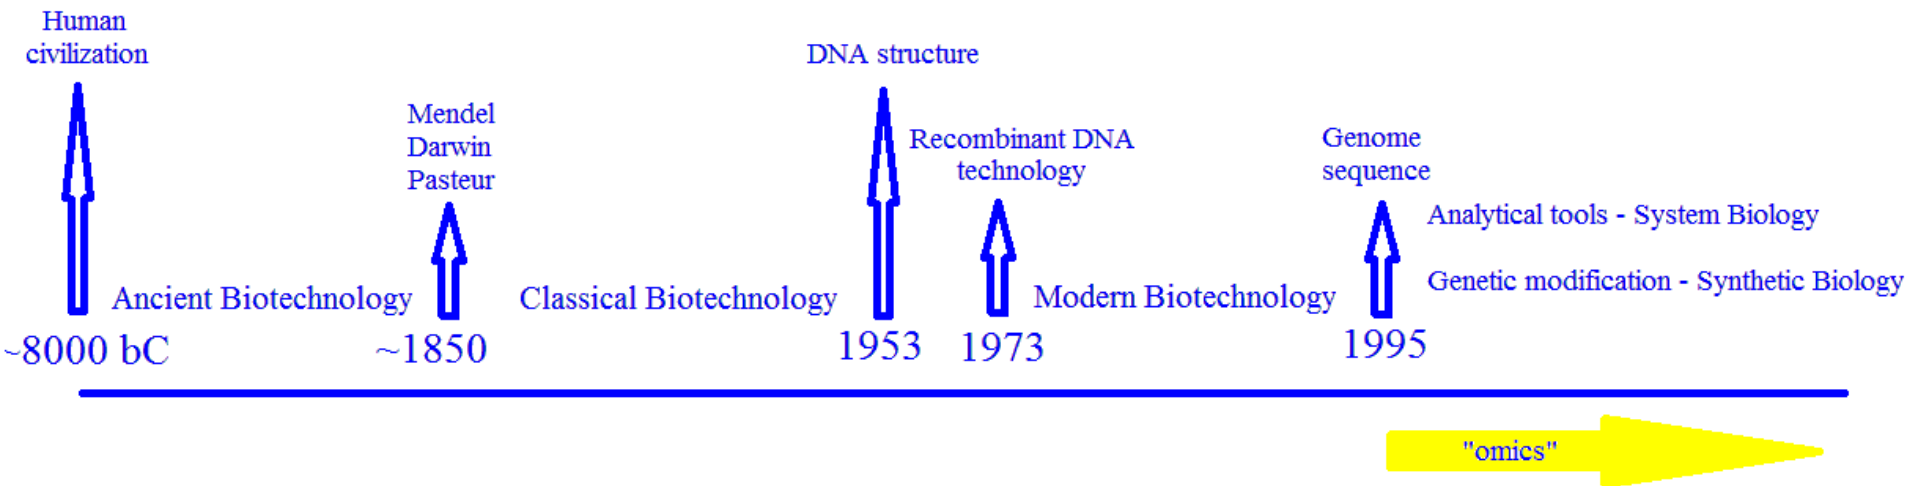 Human
civilization
Mendel
Darwin
Pasteur
DNA structure
Recombinant DNA
technology
Genome
sequence
Analytical tools - System Biology
Genetic modification - Synthetic Biology
Ancient Biotechnology
Classical Biotechnology
Modern Biotechnology
~8000 bC
~1850
1953
1973
1995
"omics"